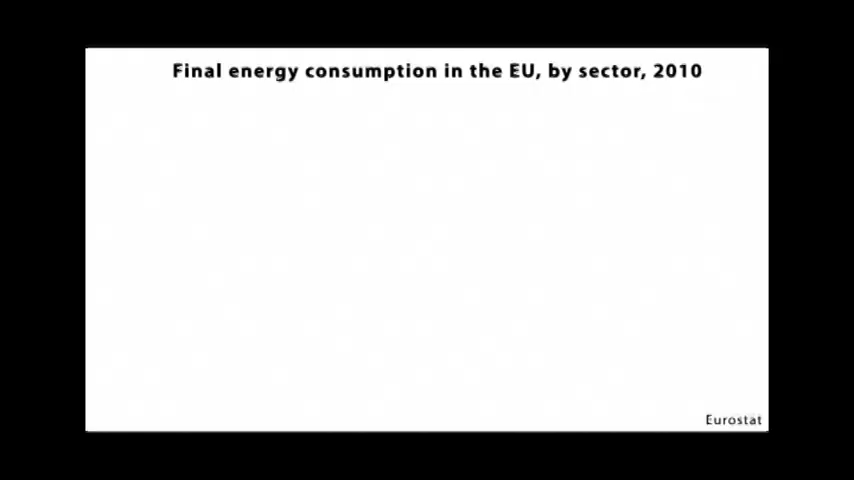 Final energy consumption in the EU, by sector, 2010
Eurostat